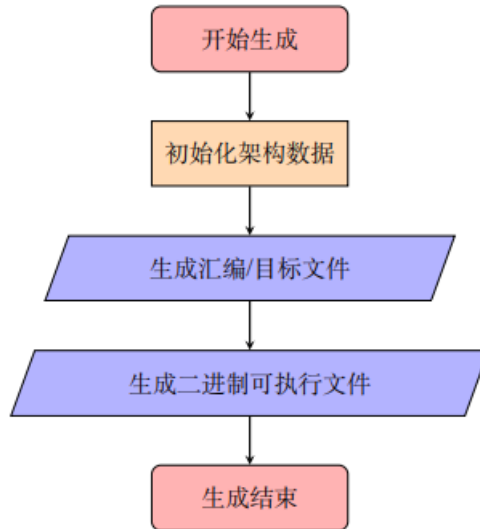 开始生成
初始化架构数据
生成汇编/目标文件
生成二进制可执行文件
生成结束